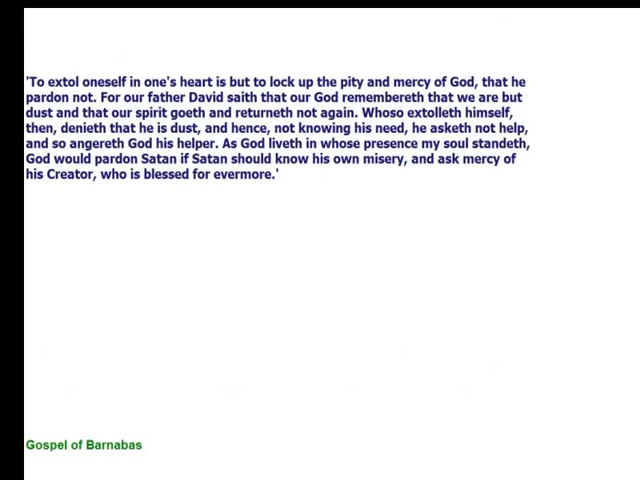 'To extol oneself in one's heart is but to lock up the pity and mercy of God, that he
pardon not. For our father David saith that our God remembereth that we are but
dust and that our spirit goeth and returneth not again. Whoso extolleth himself,
then, denieth that he is dust, and hence, not knowing his need, he asketh not help,
and so angereth God his helper. As God liveth in whose presence my soul standeth,
God would pardon Satan if Satan should know his own misery, and ask mercy of
his Creator, who is blessed for evermore.'
Gospel of Barnabas